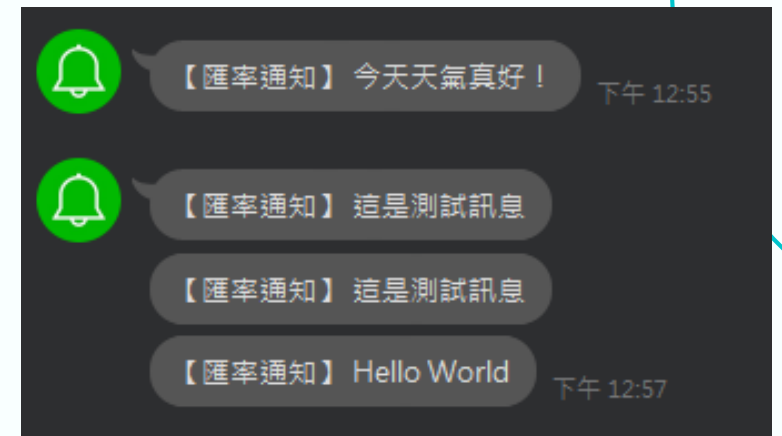 【匯率通知】 今天天氣真好！
下午 12:55
【匯率通知】 這是測試訊息
【匯率通知】 這是測試訊息
【匯率通知】 Hello World
下午 12:57